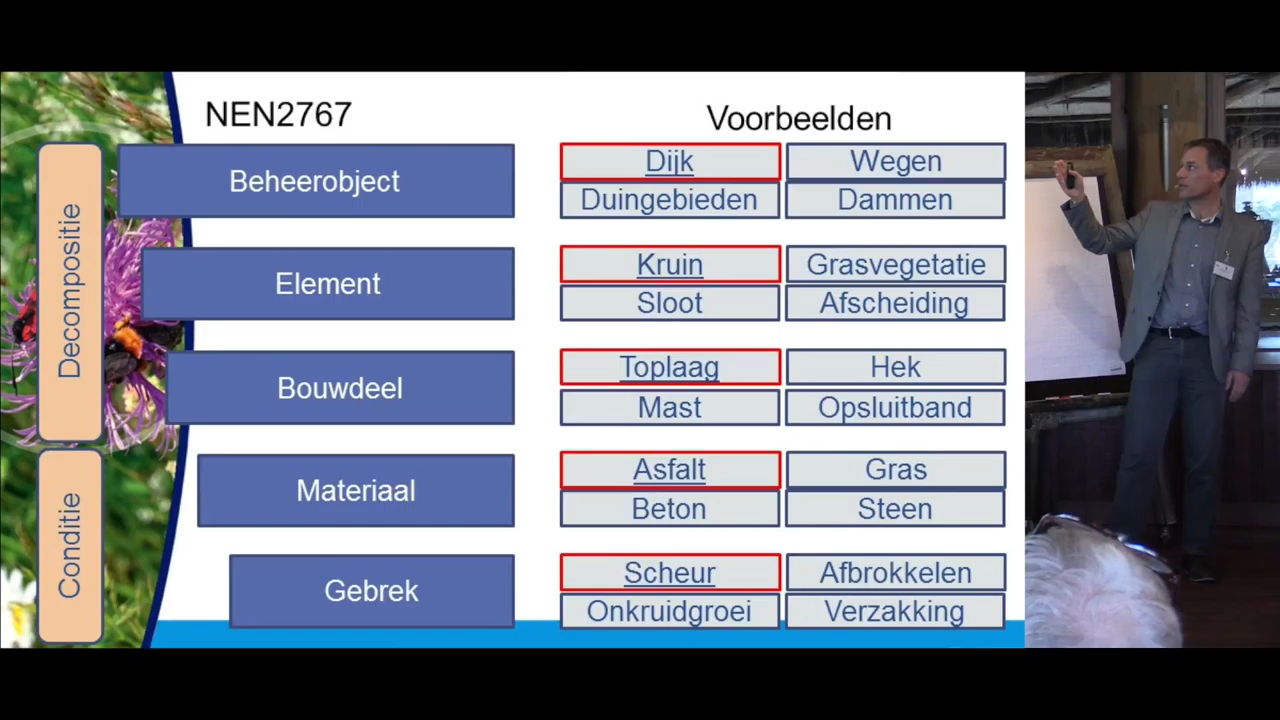 NEN2767
Voorbeelden
Decompositie
Beheerobject
Dijk
Wegen
Duingebieden
Dammen
Element
Kruin
Grasvegetatie
Sloot
Afscheiding
Bouwdeel
Toplaag
Hek
Mast
Opsluitband
Conditie
Materiaal
Asfalt
Gras
Beton
Steen
Gebrek
Scheur
Afbrokkelen
Onkruidgroei
Verzakking